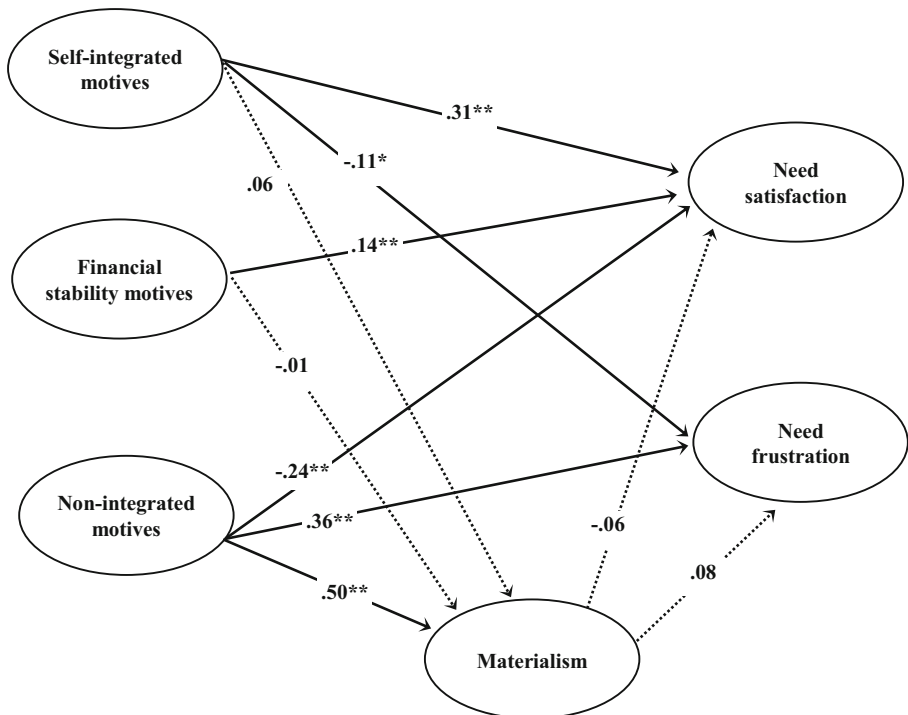 Self-integrated
motives
.31**
-.11*
.06
Need
satisfaction
Financial
stability motives
.14**
-.01
Need
frustration
Non-integrated
motives
-.24**
.36**
-.06
.50**
.08
Materialism